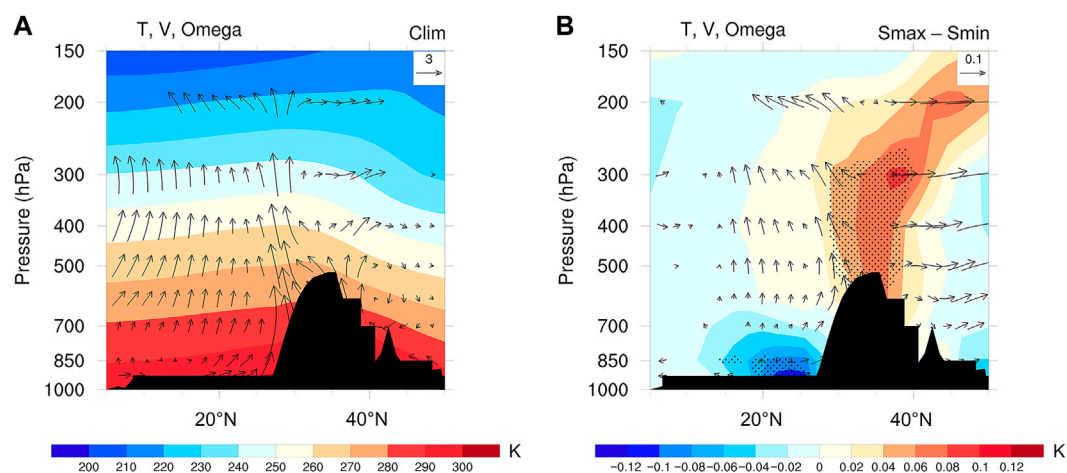 A
T, V, Omega
Clim
3
Pressure (hPa)
150
200
300
400
500
700
850
1000
20°N
40°N
200 210 220 230 240 250 260 270 280 290 300 K
B
T, V, Omega
Smax – Smin
0.1
Pressure (hPa)
150
200
300
400
500
700
850
1000
20°N
40°N
−0.12 −0.1 −0.08 −0.06 −0.04 −0.02 0 0.02 0.04 0.06 0.08 0.1 0.12 K